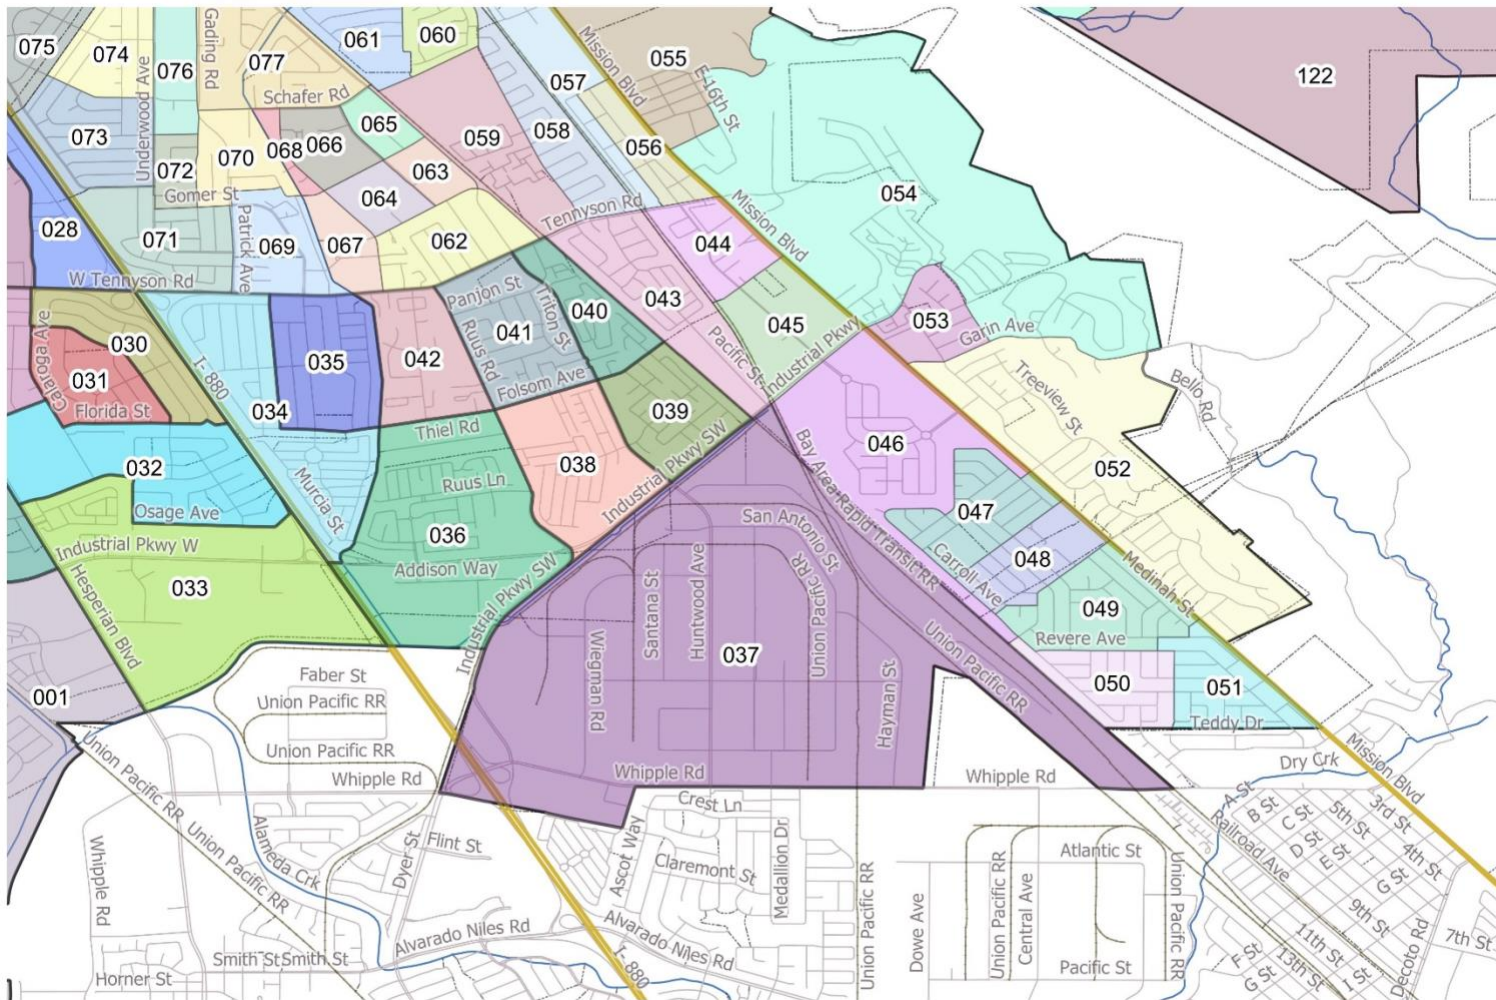 075
074
076
Gading Rd
077
061
060
Mission Blvd
055
057
E 16th St
122
Underwood Ave
Schafer Rd
073
072
070
068
066
065
059
058
056
063
064
Gomer St
054
028
071
Patrick Ave
069
067
062
Tennyson Rd
044
Mission Blvd
W Tennyson Rd
Panjon St
Triton St
040
043
045
053
Garin Ave
030
Calaroga Ave
031
Florida St
I- 880
035
042
041
Ruus Rd
Folsom Ave
Pacific St
Industrial Pkwy
Treeview St
Bello Rd
034
039
Thiel Rd
032
038
Industrial Pkwy SW
046
052
Bay Area Rapid Transit RR
Murcia St
Ruus Ln
Osage Ave
036
San Antonio St
047
Industrial Pkwy W
Addison Way
048
Carroll Ave
Medinah St
033
Hesperian Blvd
Industrial Pkwy SW
Santana St
Huntwood Ave
Union Pacific RR
049
Revere Ave
Wiegman Rd
037
Union Pacific RR
001
Faber St
Union Pacific RR
Hayman St
050
051
Teddy Dr
Union Pacific RR
Union Pacific RR
Whipple Rd
Whipple Rd
Whipple Rd
Dry Crk
Mission Blvd
Crest Ln
A St
B St
C St
D St
E St
5th St
3rd St
4th St
G St
9th St
Railroad Ave
Whipple Rd
Union Pacific RR
Alameda Crk
Dyer St
Flint St
Ascot Way
Claremont St
Medallion Dr
Union Pacific RR
Atlantic St
Dowe Ave
Union Pacific RR
Central Ave
Union Pacific RR
Alvarado Niles Rd
Alvarado Niles Rd
I- 880
Smith St
Smith St
Horner St
Pacific St
F St
G St
11th St
13th St
I St
Decoto Rd
7th St